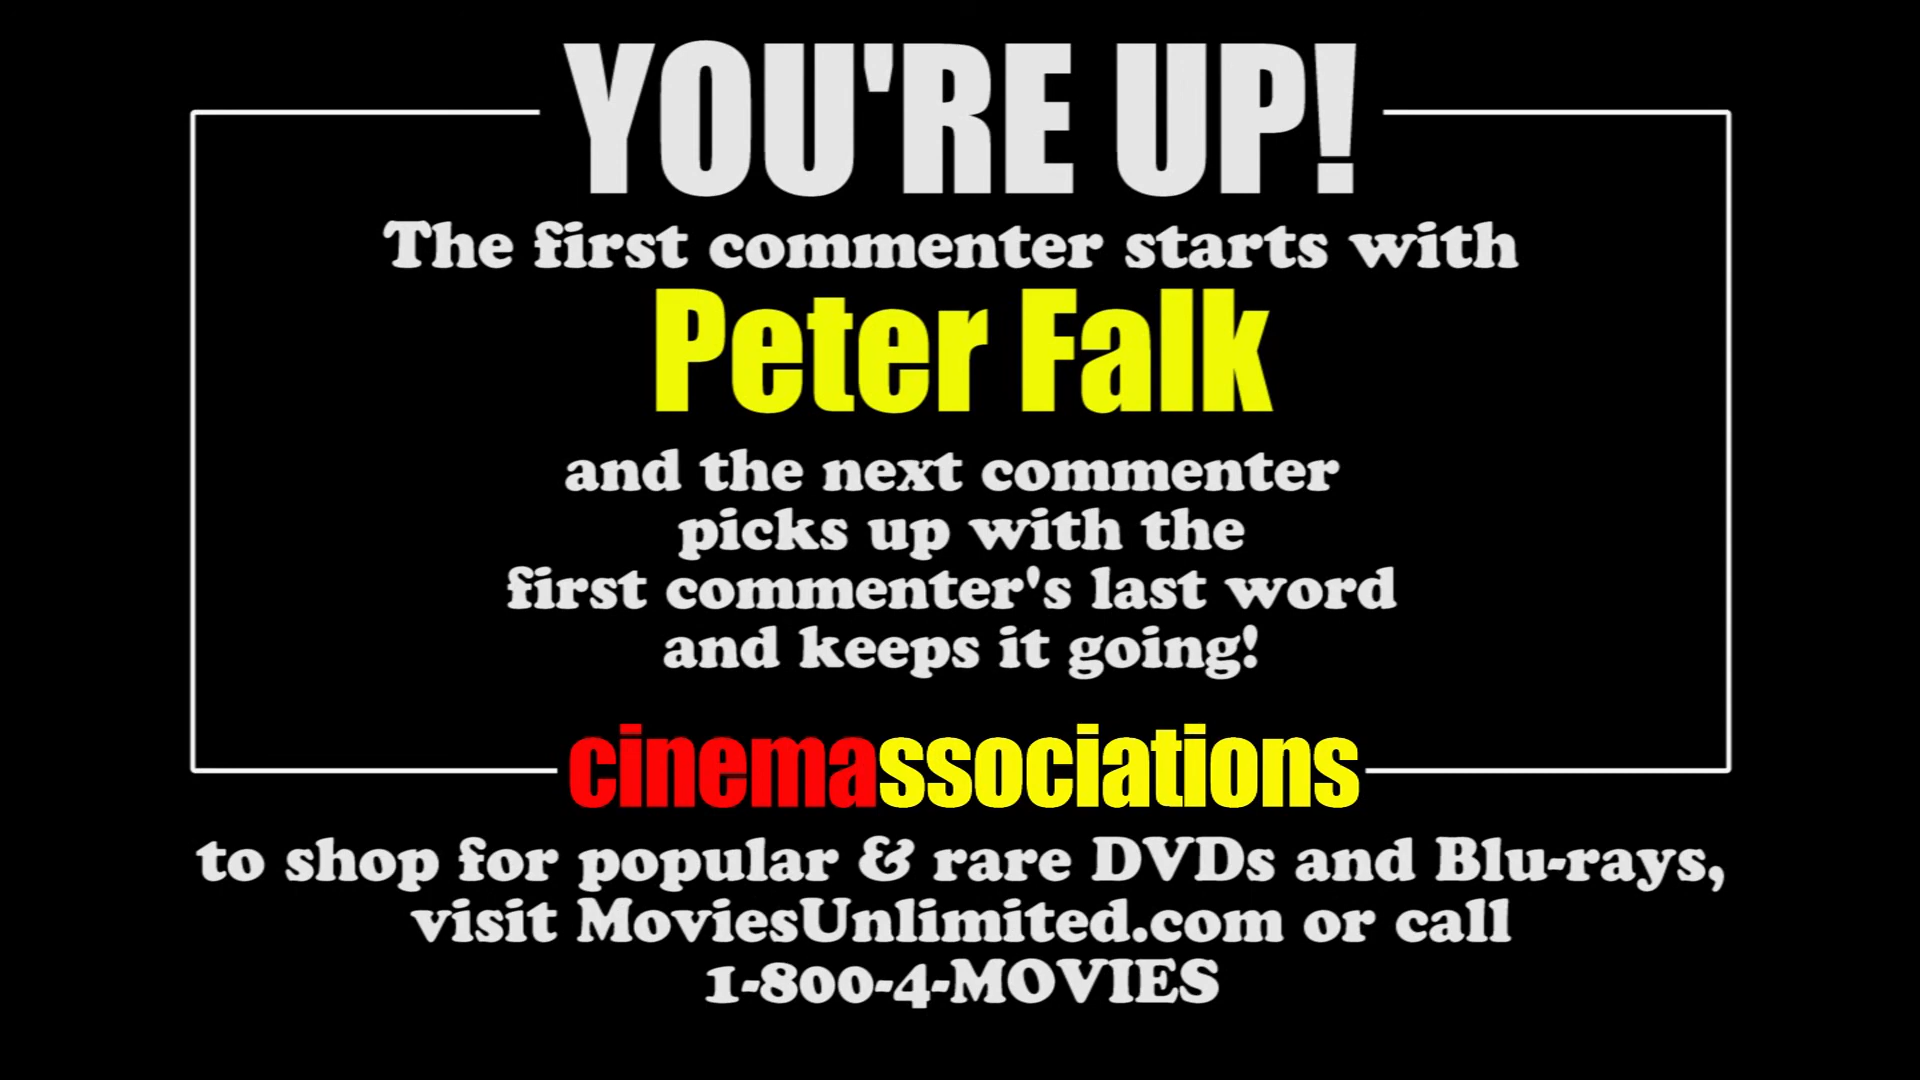 YOU'RE UP!
The first commenter starts with
Peter Falk
and the next commenter
picks up with the
first commenter's last word
and keeps it going!
cinemassociations
to shop for popular & rare DVDs and Blu-rays,
visit MoviesUnlimited.com or call
1-800-4-MOVIES